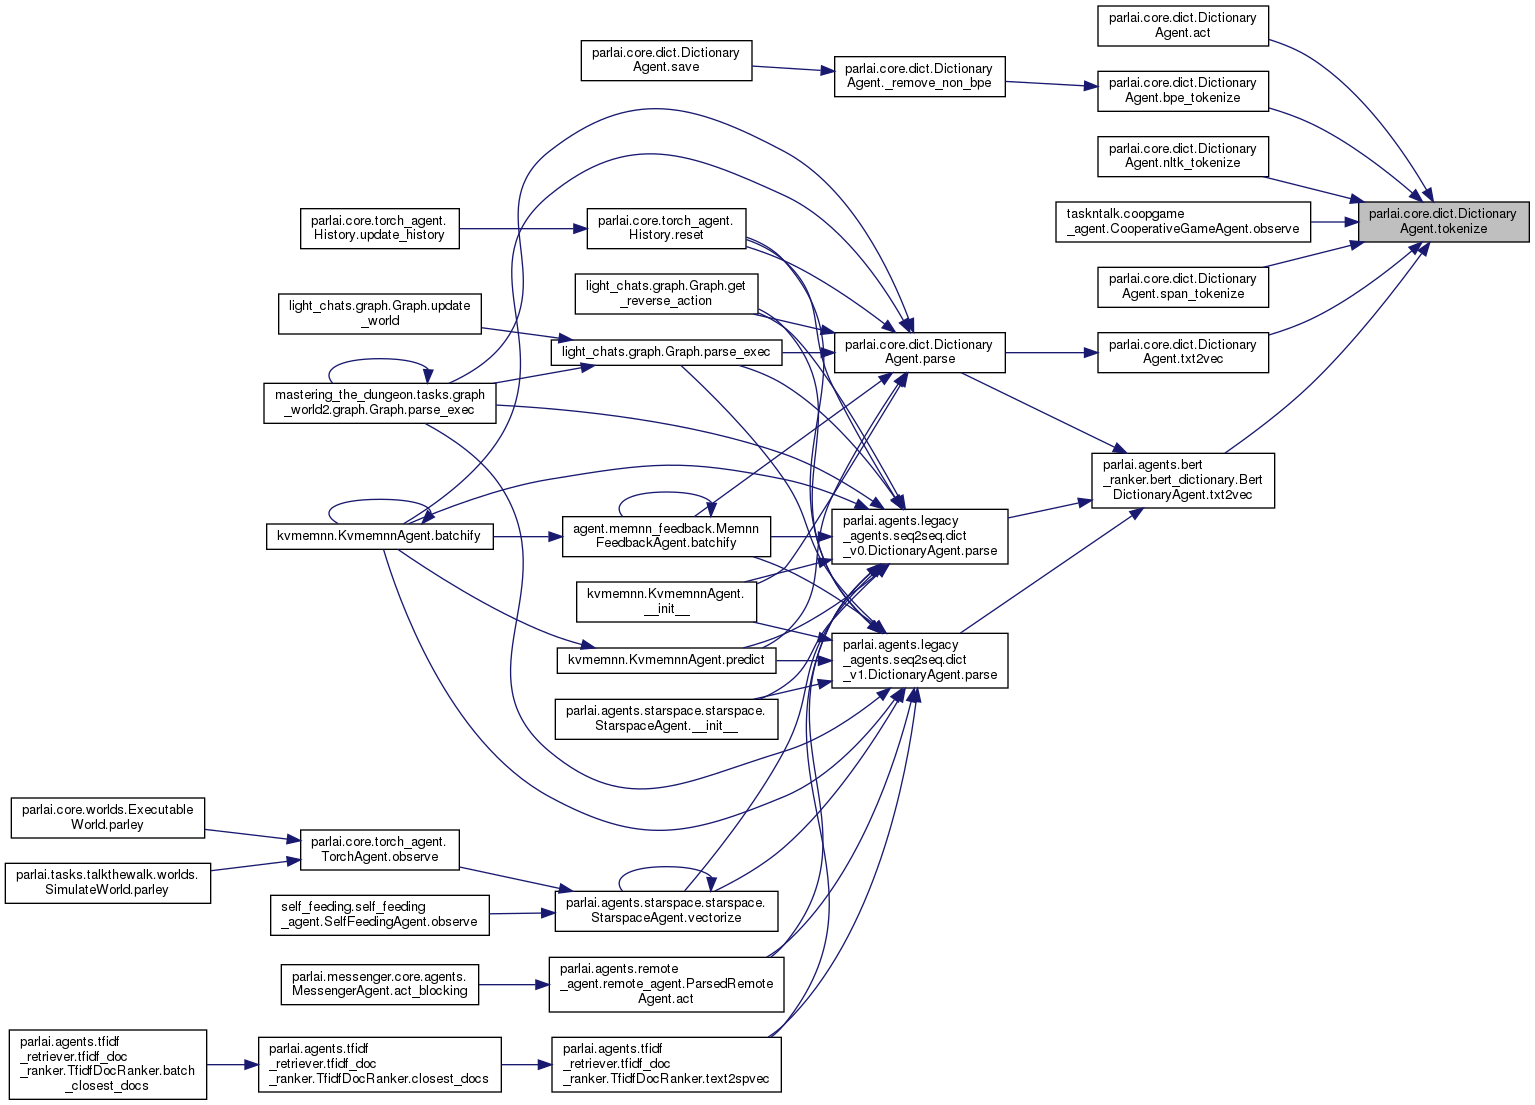 parlai.core.dict.Dictionary
Agent.act
parlai.core.dict.Dictionary
Agent.save
parlai.core.dict.Dictionary
Agent._remove_non_bpe
parlai.core.dict.Dictionary
Agent.bpe_tokenize
parlai.core.dict.Dictionary
Agent.nltk_tokenize
taskntalk.coopgame
_agent.CooperativeGameAgent.observe
parlai.core.dict.Dictionary
Agent.tokenize
parlai.core.torch_agent.
History.update_history
parlai.core.torch_agent.
History.reset
parlai.core.dict.Dictionary
Agent.span_tokenize
light_chats.graph.Graph.get
_reverse_action
light_chats.graph.Graph.update
_world
light_chats.graph.Graph.parse_exec
parlai.core.dict.Dictionary
Agent.parse
parlai.core.dict.Dictionary
Agent.txt2vec
mastering_the_dungeon.tasks.graph
_world2.graph.Graph.parse_exec
parlai.agents.bert
_ranker.bert_dictionary.Bert
DictionaryAgent.txt2vec
kvmemnn.KvmemnnAgent.batchify
agent.memnn_feedback.Memnn
FeedbackAgent.batchify
parlai.agents.legacy
_agents.seq2seq.dict
_v0.DictionaryAgent.parse
kvmemnn.KvmemnnAgent.
__init__
kvmemnn.KvmemnnAgent.predict
parlai.agents.legacy
_agents.seq2seq.dict
_v1.DictionaryAgent.parse
parlai.agents.starspace.starspace.
StarspaceAgent.__init__
parlai.core.worlds.Executable
World.parley
parlai.core.torch_agent.
TorchAgent.observe
parlai.tasks.talkthewalk.worlds.
SimulateWorld.parley
self_feeding.self_feeding
_agent.SelfFeedingAgent.observe
parlai.agents.starspace.starspace.
StarspaceAgent.vectorize
parlai.messenger.core.agents.
MessengerAgent.act_blocking
parlai.agents.remote
_agent.remote_agent.ParsedRemote
Agent.act
parlai.agents.tfidf
_retriever.tfidf_doc
_ranker.TfidfDocRanker.batch
_closest_docs
parlai.agents.tfidf
_retriever.tfidf_doc
_ranker.TfidfDocRanker.closest_docs
parlai.agents.tfidf
_retriever.tfidf_doc
_ranker.TfidfDocRanker.text2spvec